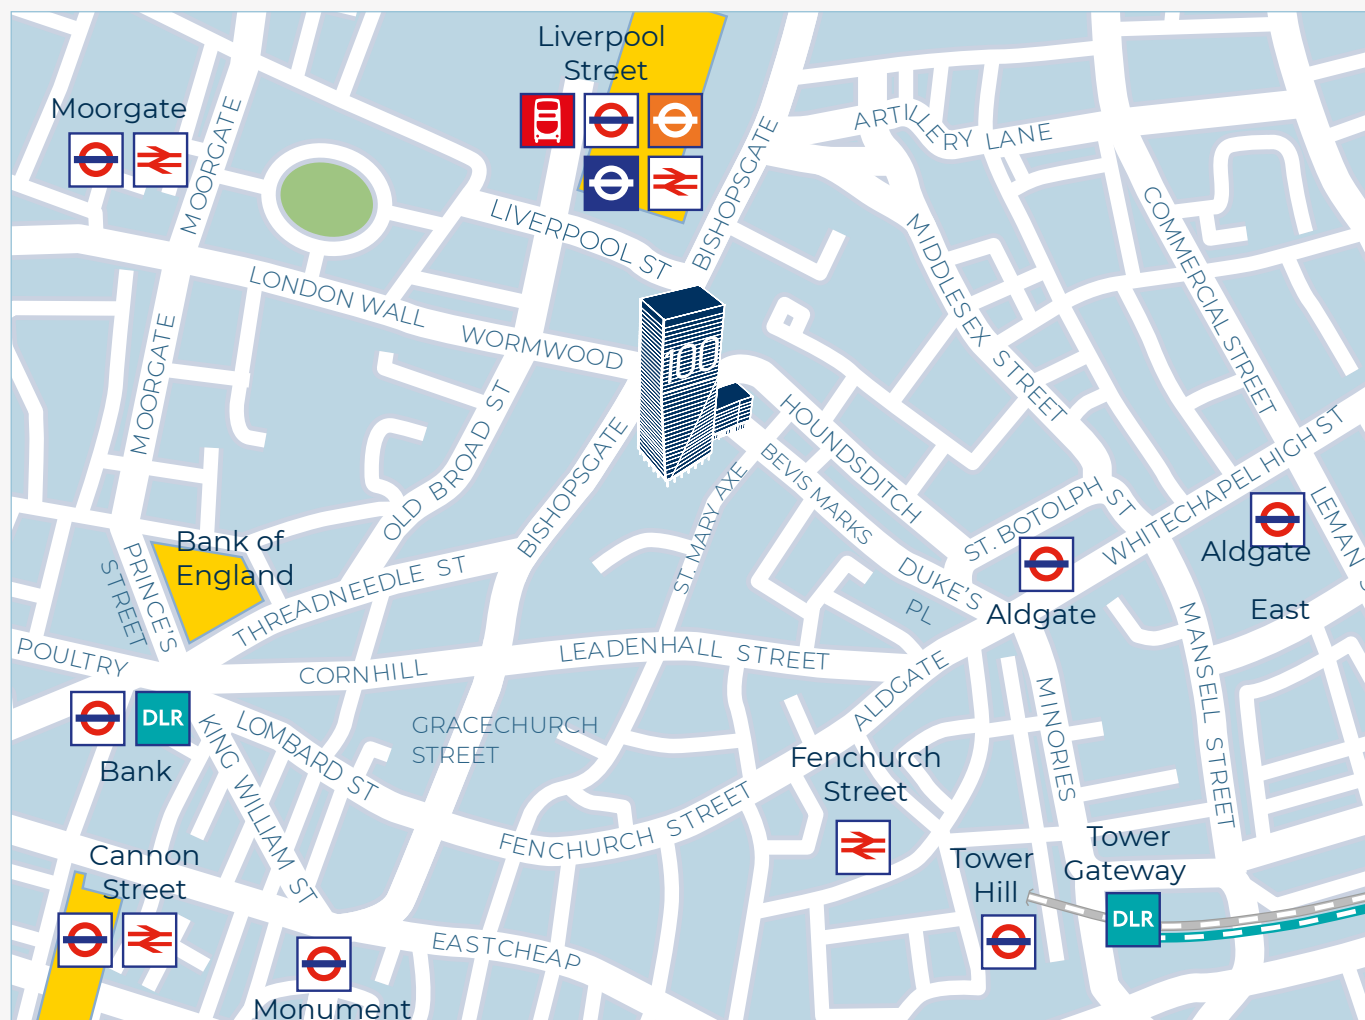 Liverpool
Street
Moorgate
MOORGATE
ARTILLERY LANE
BISHOPSGATE
LIVERPOOL ST
COMMERCIAL STREET
MIDDLESEX STREET
LONDON WALL
WORMWOOD
MOORGATE
100
OLD BROAD ST
BISHOPSGATE
HOUNDSDITCH
BEVIS MARKS
ST. MARY AXE
ST. BOTOLPH ST
WHITECHAPEL HIGH ST
LEMAN
Aldgate
East
Bank of
England
PRINCE'S
STREET
THREADNEEDLE ST
DUKE'S
PL
Aldgate
POULTRY
CORNHILL
LEADENHALL STREET
ALDGATE
MANSELL STREET
MINORIES
DLR
Bank
KING WILLIAM ST
LOMBARD ST
GRACECHURCH
STREET
Fenchurch
Street
FENCHURCH STREET
Cannon
Street
Tower
Hill
Tower
Gateway
DLR
EASTCHEAP
Monument